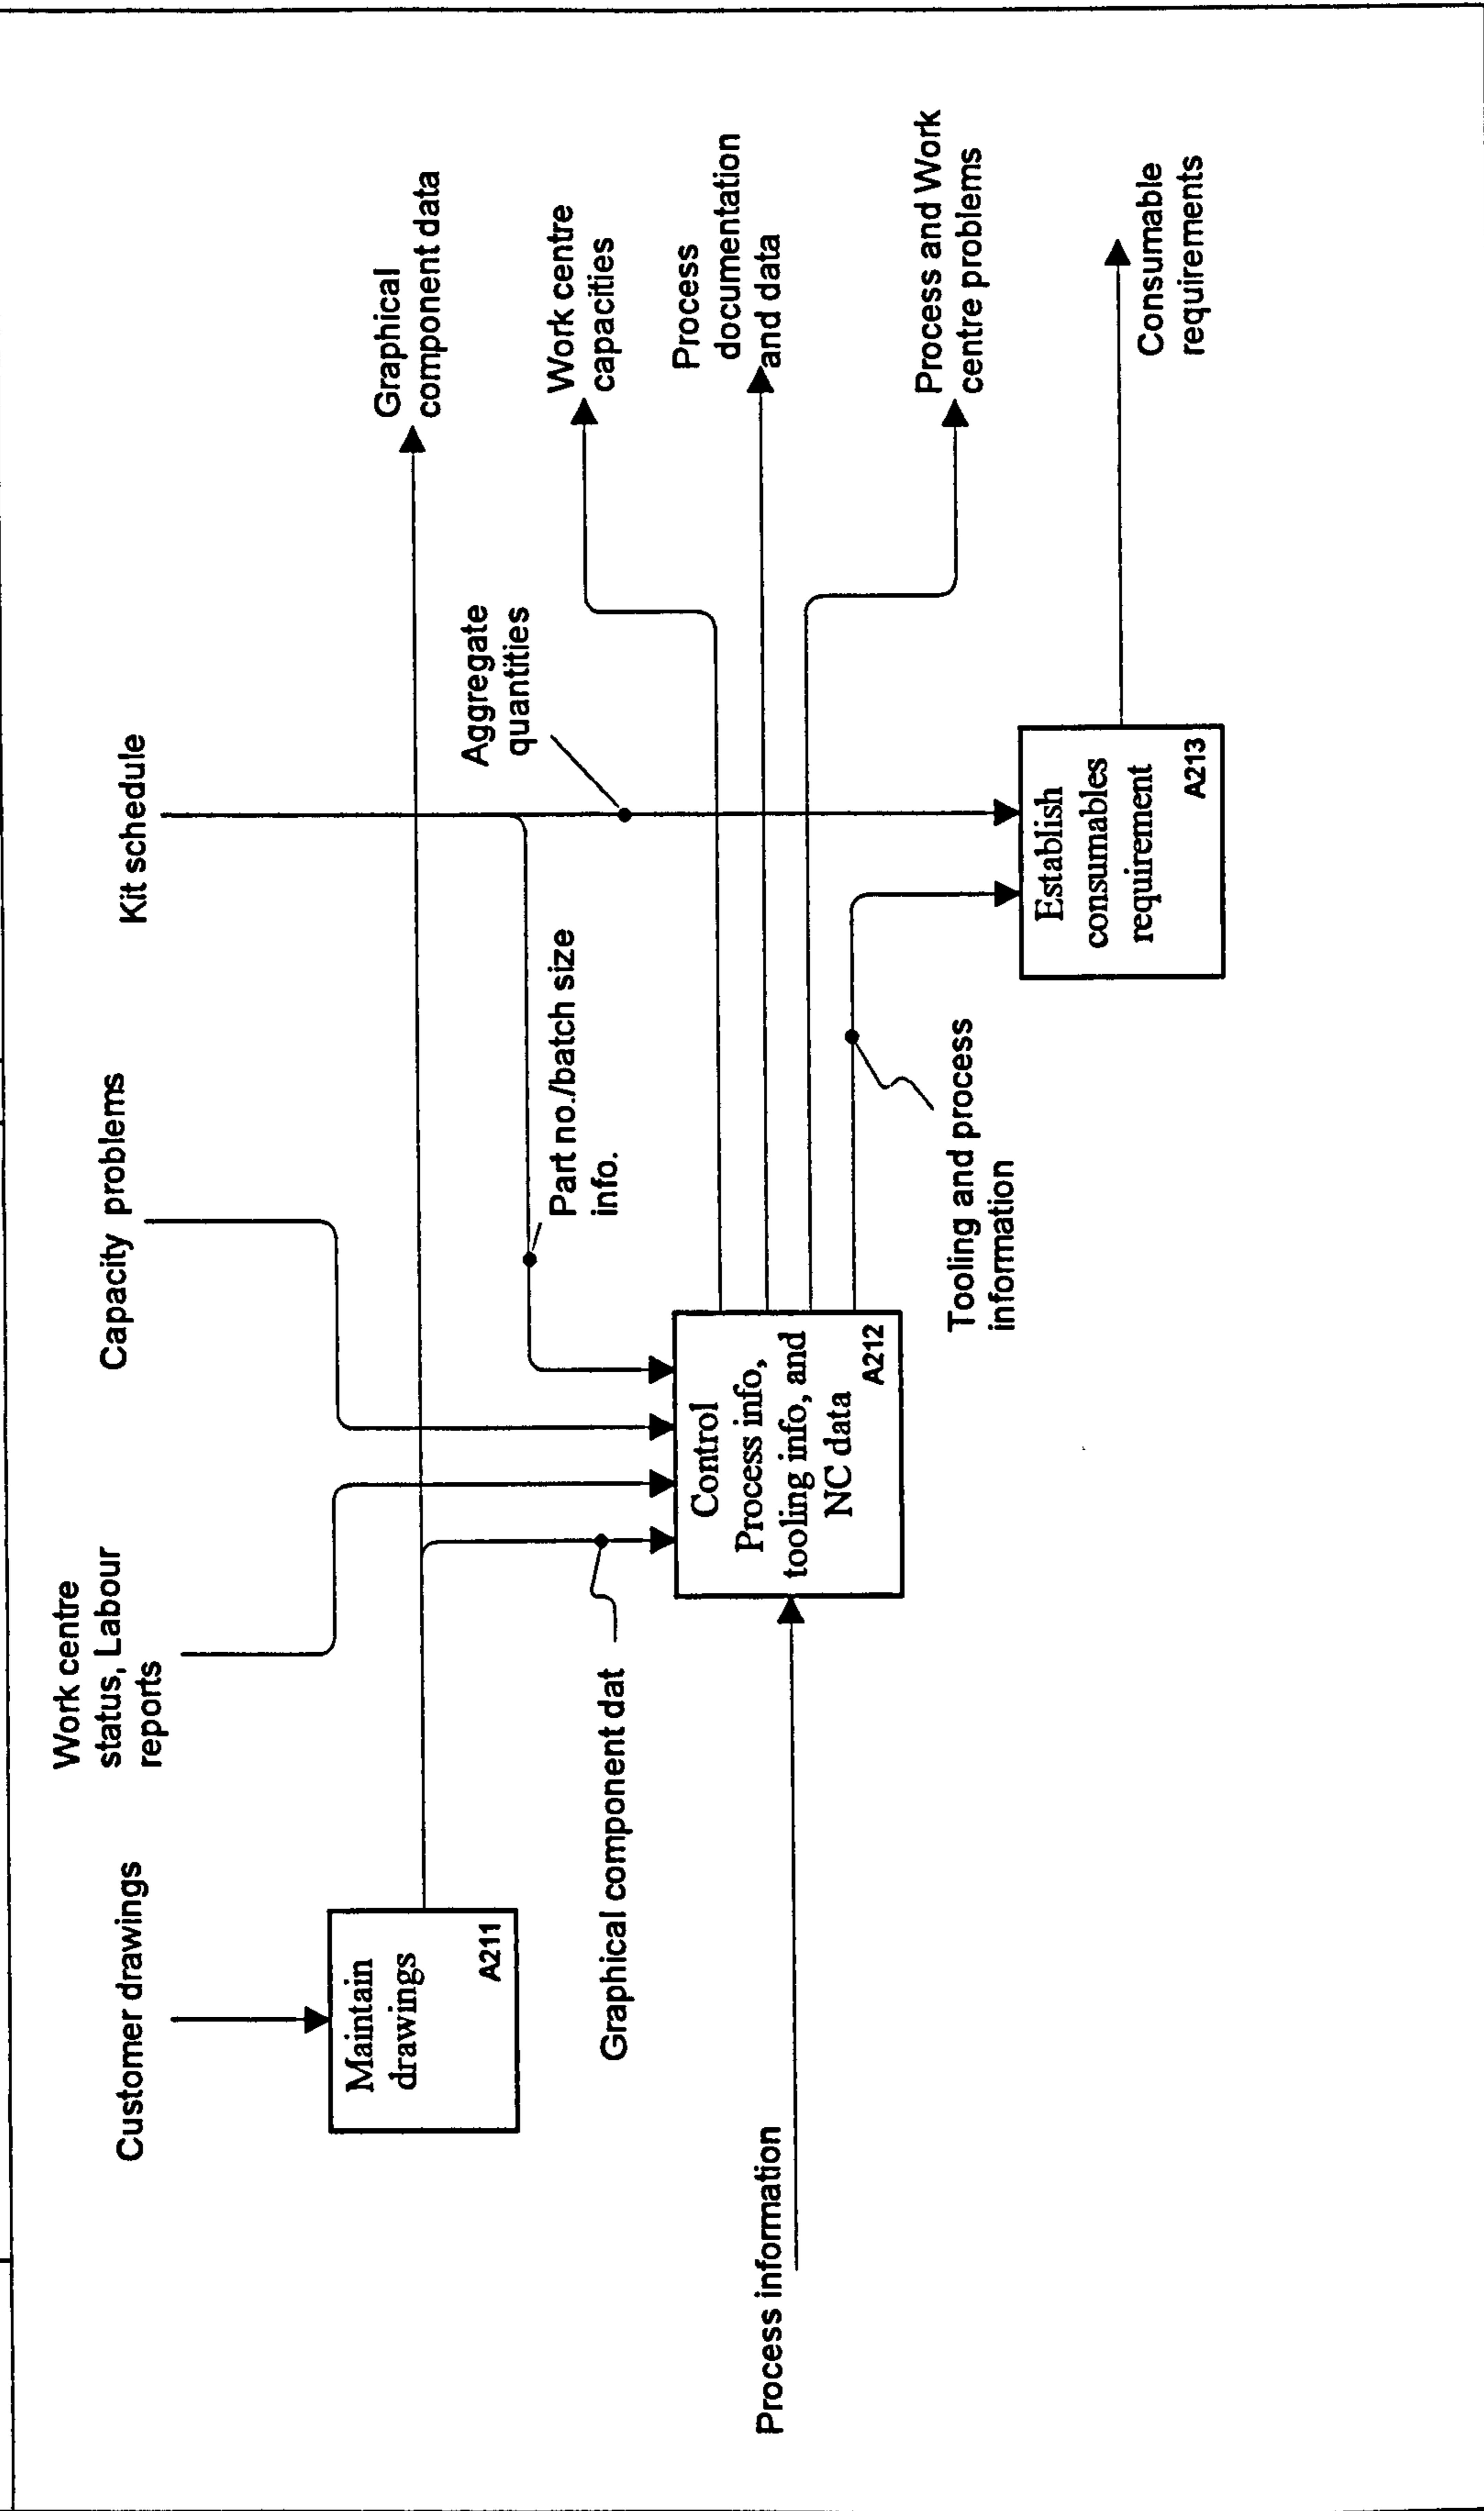 Customer drawings
Work centre
status, Labour
reports
Capacity problems
Kit schedule
Maintain
drawings
A211
Graphical
component data
Aggregate
quantities
Part no./batch size
info.
Graphical component dat
Work centre
capacities
Process
documentation
and data
Process and Work
centre problems
Control
Process info,
tooling info, and
NC data
A212
Process information
Tooling and process
information
Establish
consumables
requirement
A213
Consumable
requirements